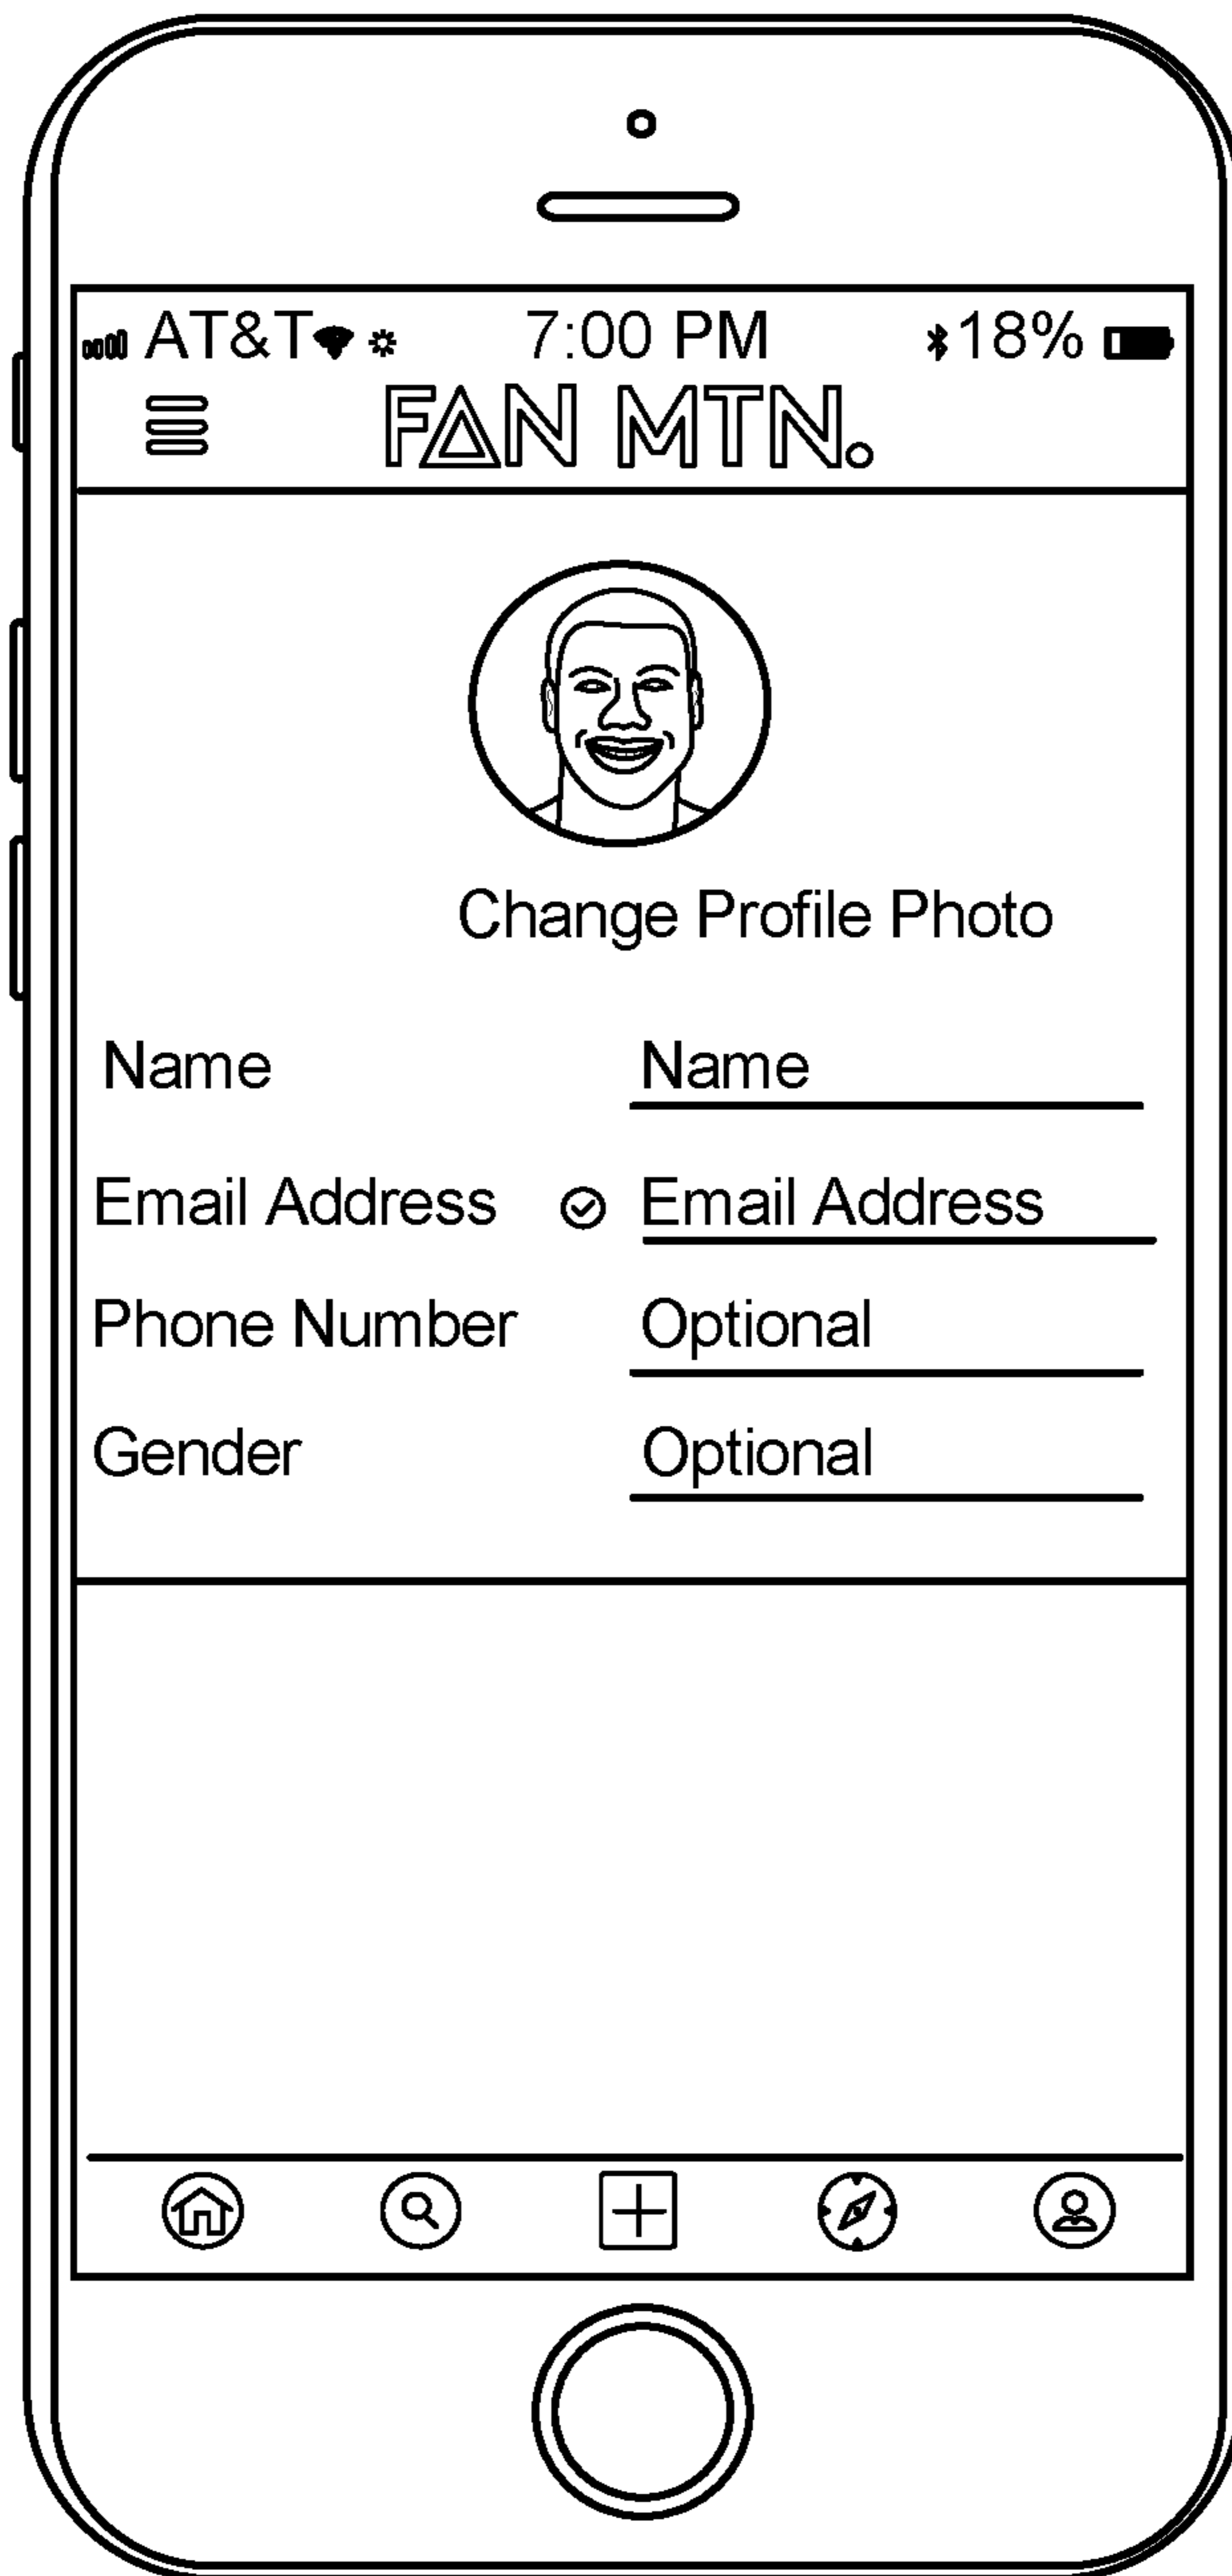 AT&T 7:00 PM 18%
FAN MTN.
Change Profile Photo
Name Name
Email Address Email Address
Phone Number Optional
Gender Optional